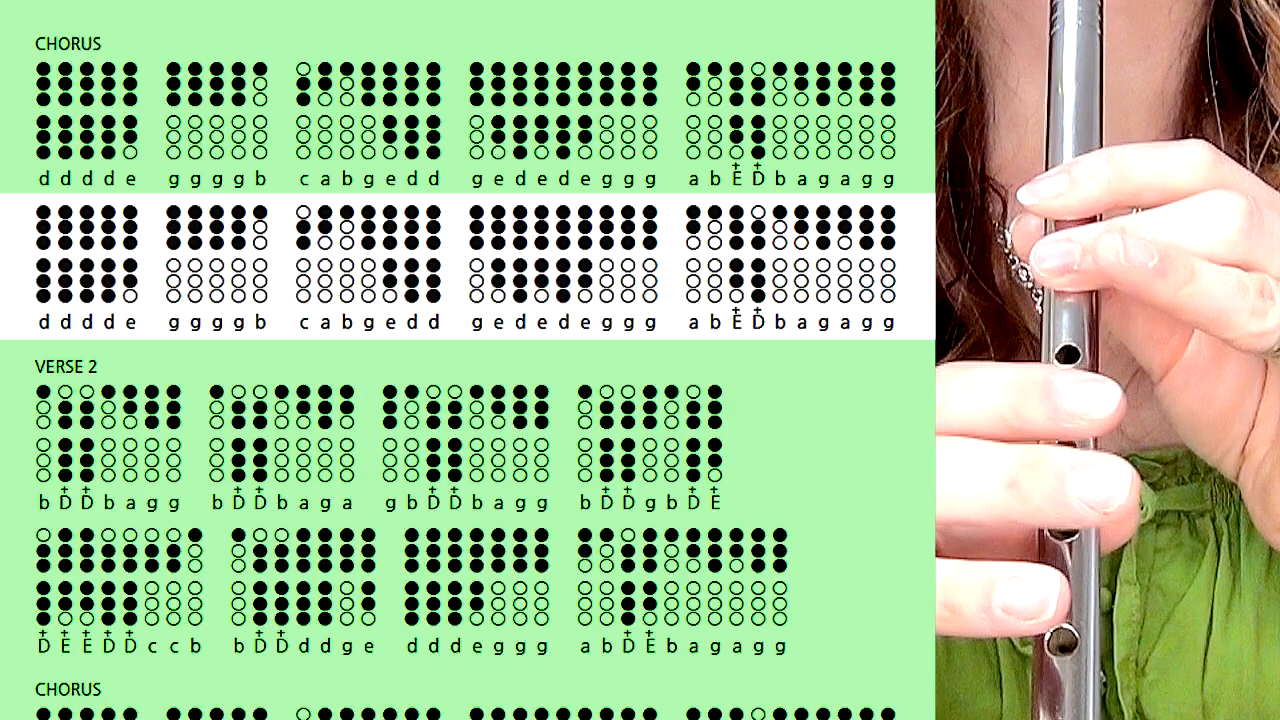 CHORUS
d d d d e g g g g b c a b g e d d g e d e d e g g g a b E+ D+ b a g a g g
d d d d e g g g g b c a b g e d d g e d e d e g g g a b E+ D+ b a g a g g
VERSE 2
b D+ D+ b a g g b D+ D+ b a g a g b D+ D+ b a g g b D+ D+ g b D+ E+
D+ E+ E+ D+ D+ c c b b D+ D+ d d g e d d d e g g g a b D+ E+ b a g a g g
CHORUS